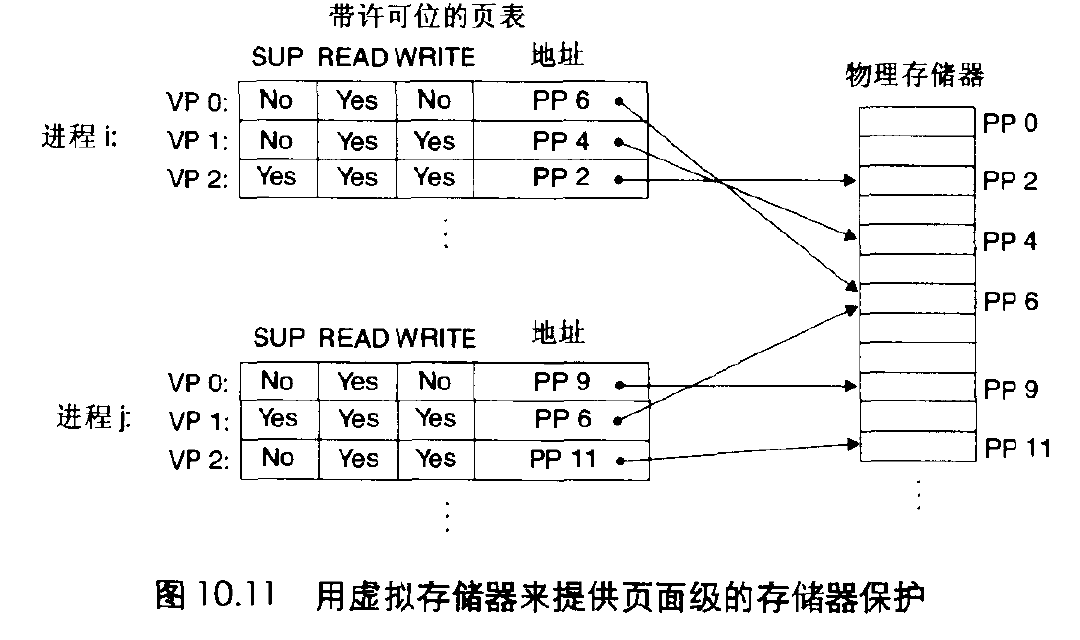 带许可位的页表
SUP READ WRITE 地址
物理存储器
进程i:
VP 0: No Yes No PP 6
VP 1: No Yes Yes PP 4
VP 2: Yes Yes Yes PP 2
PP 0
PP 2
PP 4
PP 6
PP 9
PP 11
SUP READ WRITE 地址
进程j:
VP 0: No Yes No PP 9
VP 1: Yes Yes Yes PP 6
VP 2: No Yes Yes PP 11
图 10.11 用虚拟存储器来提供页面级的存储器保护